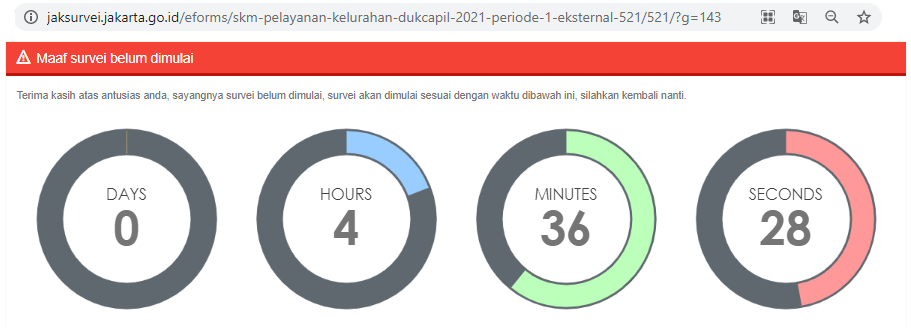 jaksurvei.jakarta.go.id/eforms/skm-pelayanan-kelurahan-dukcapil-2021-periode-1-eksternal-521/521/?g=143
Maaf survei belum dimulai
Terima kasih atas antusias anda, sayangnya survei belum dimulai, survei akan dimulai sesuai dengan waktu dibawah ini, silahkan kembali nanti.
DAYS
0
HOURS
4
MINUTES
36
SECONDS
28